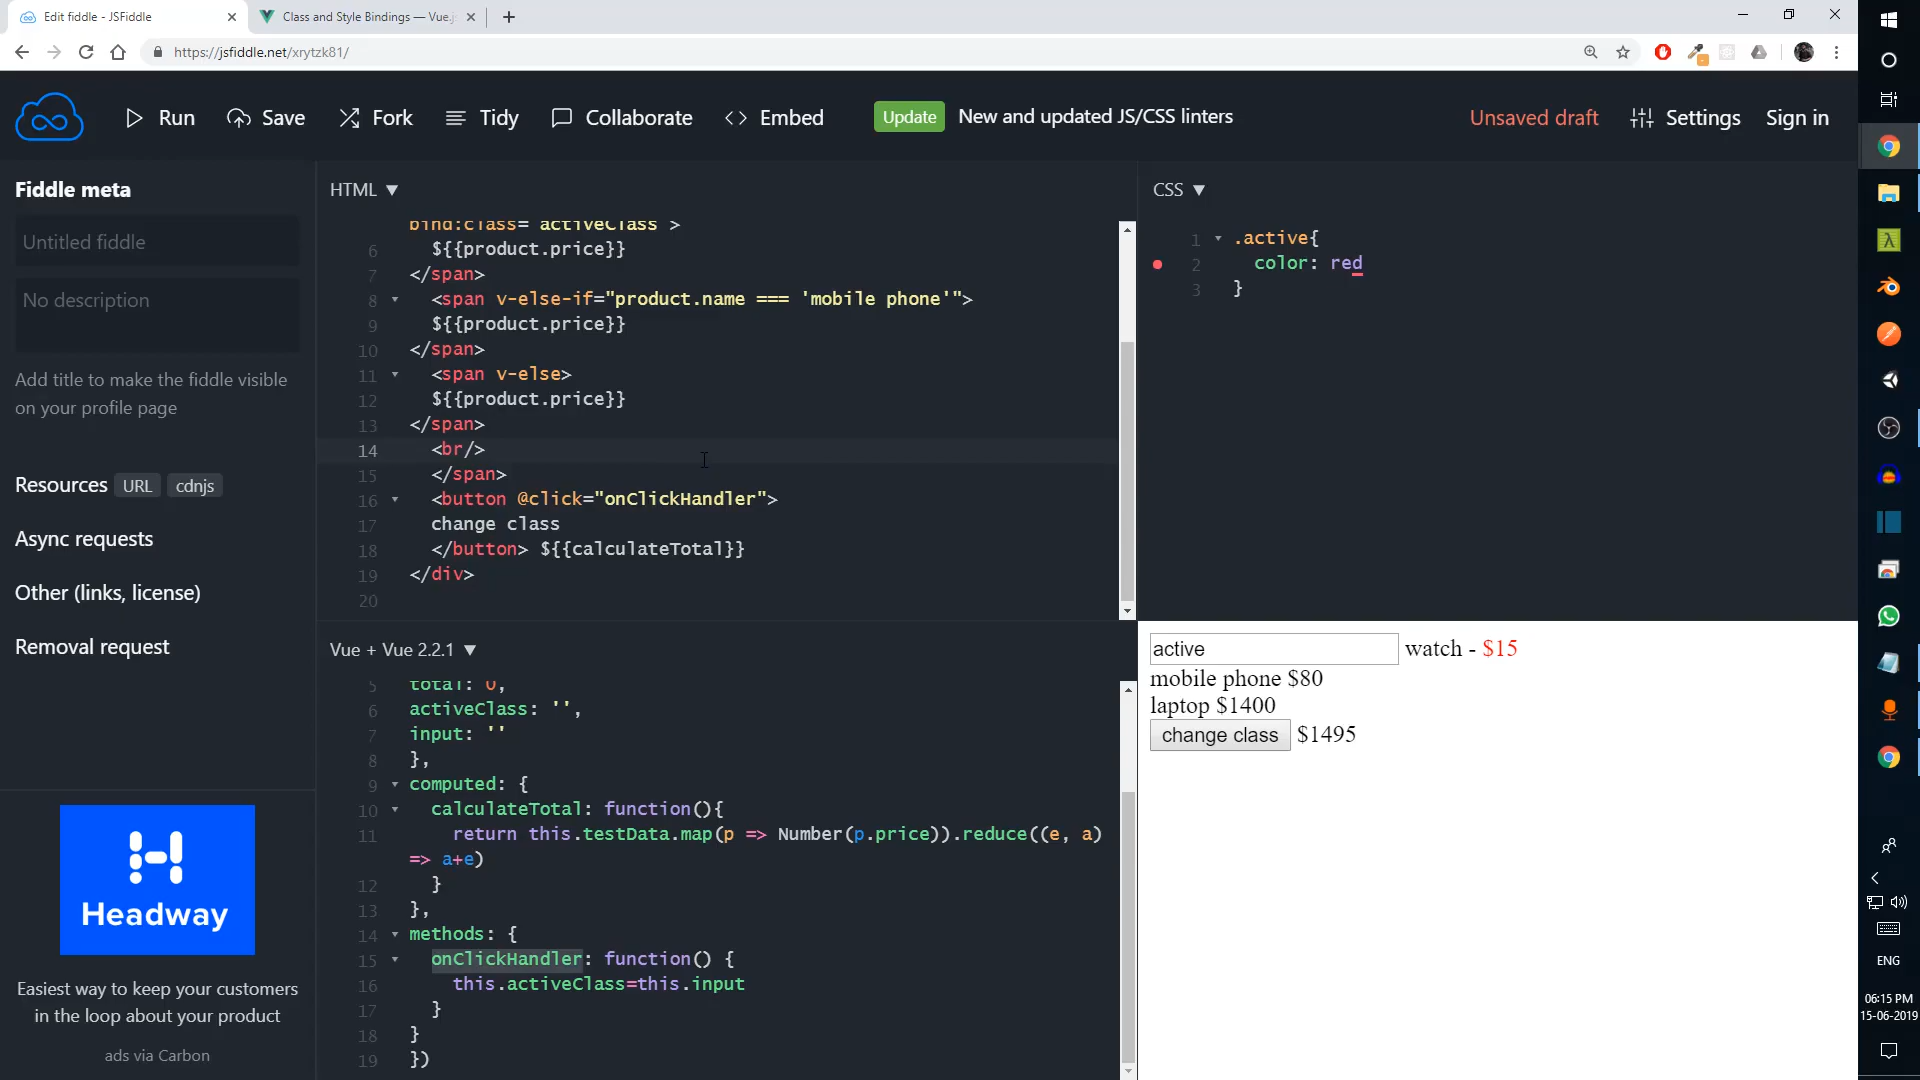 Edit fiddle - JSFiddle
Class and Style Bindings — Vue.js
https://jsfiddle.net/xrytzk81/
Run
Save
Fork
Tidy
Collaborate
Embed
Update
New and updated JS/CSS linters
Unsaved draft
Settings
Sign in
Fiddle meta
Untitled fiddle
No description
Add title to make the fiddle visible
on your profile page
Resources URL cdnjs
Async requests
Other (links, license)
Removal request
Headway
Easiest way to keep your customers
in the loop about your product
ads via Carbon
HTML ▼
bind:class="activeClass">
6 ${{product.price}}
7 </span>
8 <span v-else-if="product.name === 'mobile phone'">
9 ${{product.price}}
10 </span>
11 <span v-else>
12 ${{product.price}}
13 </span>
14 <br/>
15 </span>
16 <button @click="onClickHandler">
17 change class
18 </button> ${{calculateTotal}}
19 </div>
20
CSS ▼
1 .active{
2 color: red
3 }
Vue + Vue 2.2.1 ▼
5 total: 0,
6 activeClass: '',
7 input: ''
8 },
9 computed: {
10 calculateTotal: function(){
11 return this.testData.map(p => Number(p.price)).reduce((e, a)
=> a+e)
12 }
13 },
14 methods: {
15 onClickHandler: function() {
16 this.activeClass=this.input
17 }
18 }
19 })
active watch - $15
mobile phone $80
laptop $1400
change class $1495
ENG
06:15 PM
15-06-2019